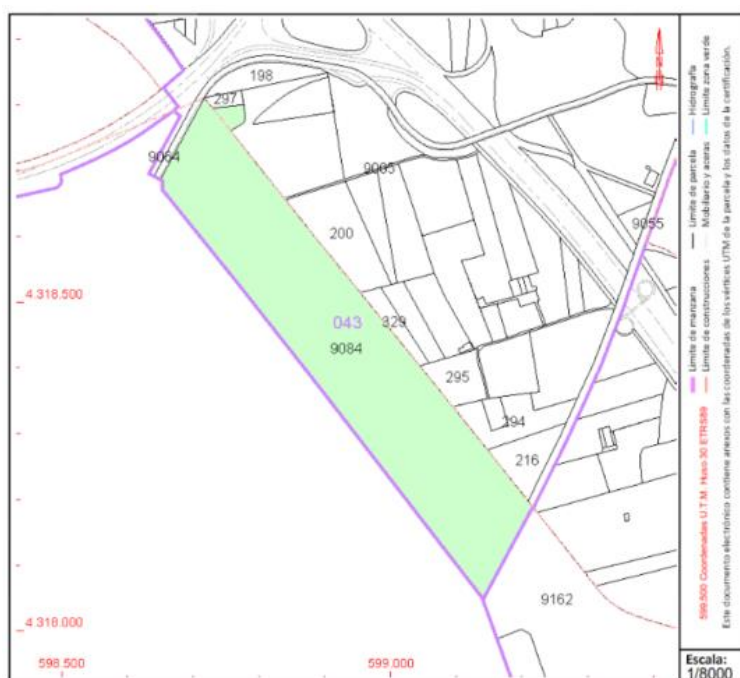 198
297
9064
9005
200
9055
4.318.500
043
329
9084
295
294
216
9162
4.318.000
598.500
599.000
Límite de manzana
Límite de parcela
Hidrografía
Límite de construcciones
Mobiliario y aceras
Límite zona verde
599.500 Coordenadas U.T.M. Huso 30 ETRS89
Este documento electrónico contiene anexos con las coordenadas de los vértices UTM de la parcela y los datos de la certificación.
Escala:
1/8000